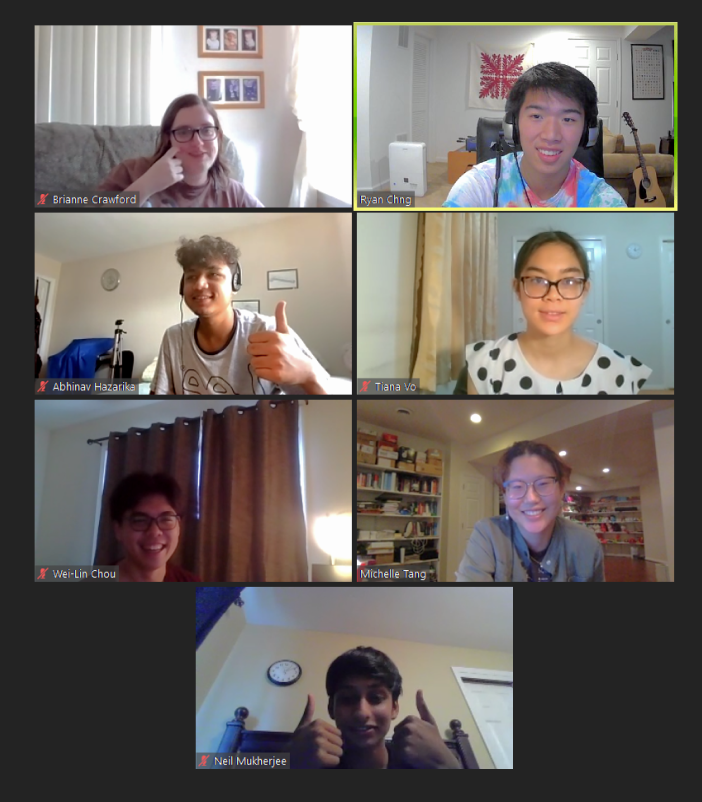 Brianne Crawford
Ryan Chng
Abhinav Hazarika
Tiana Vo
Wei-Lin Chou
Michelle Tang
Neil Mukherjee